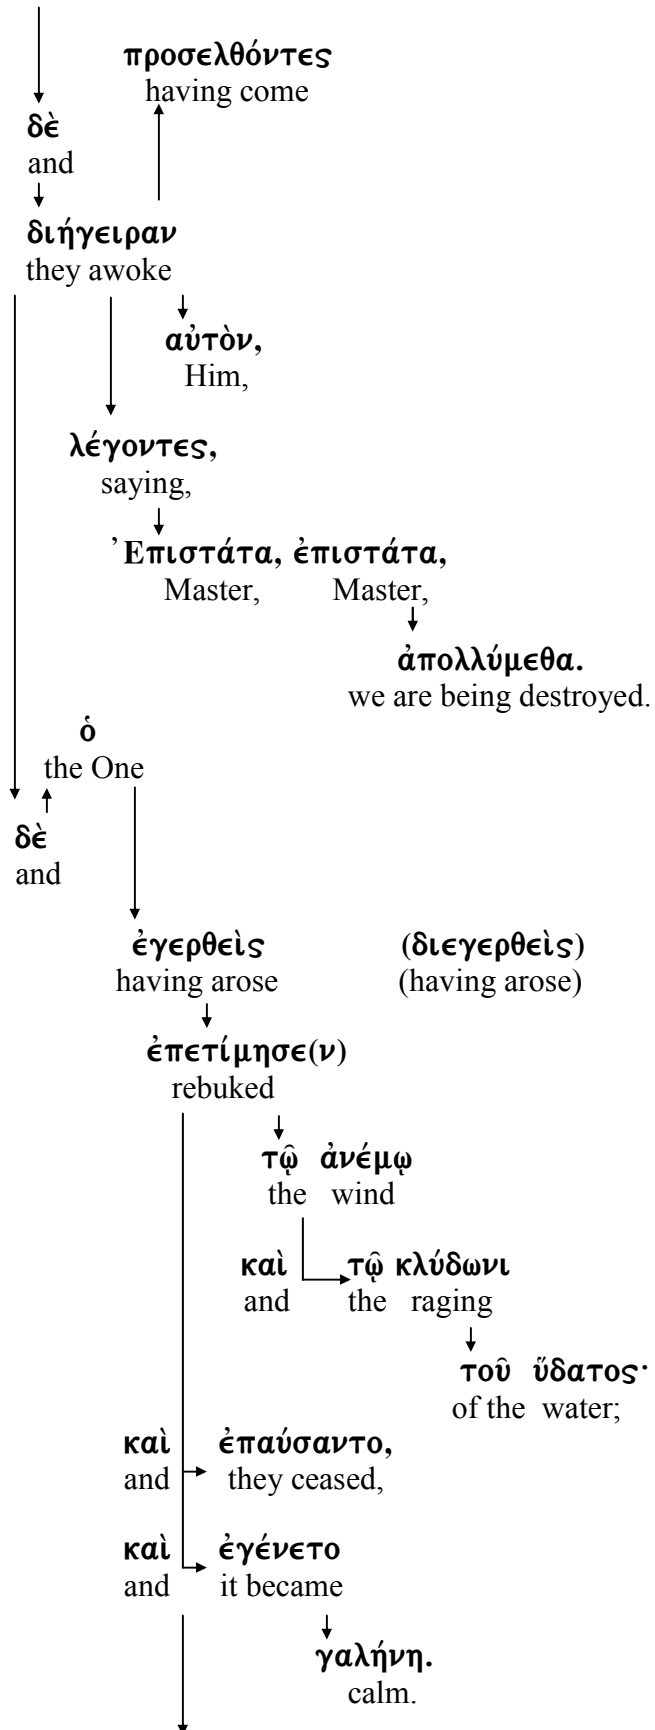 προσελθόντες
having come
δὲ
and
διήγειραν
they awoke
αὐτὸν,
Him,
λέγοντες,
saying,
᾿Επιστάτα, ἐπιστάτα,
Master, Master,
ἀπολλύμεθα.
we are being destroyed.
ὁ
the One
δὲ
and
ἐγερθεὶς (διεγερθεὶς)
having arose (having arose)
ἐπετίμησε(ν)
rebuked
τῷ ἀνέμῳ
the wind
καὶ τῷ κλύδωνι
and the raging
τοῦ ὕδατος·
of the water;
καὶ ἐπαύσαντο,
and they ceased,
καὶ ἐγένετο
and it became
γαλήνη.
calm.